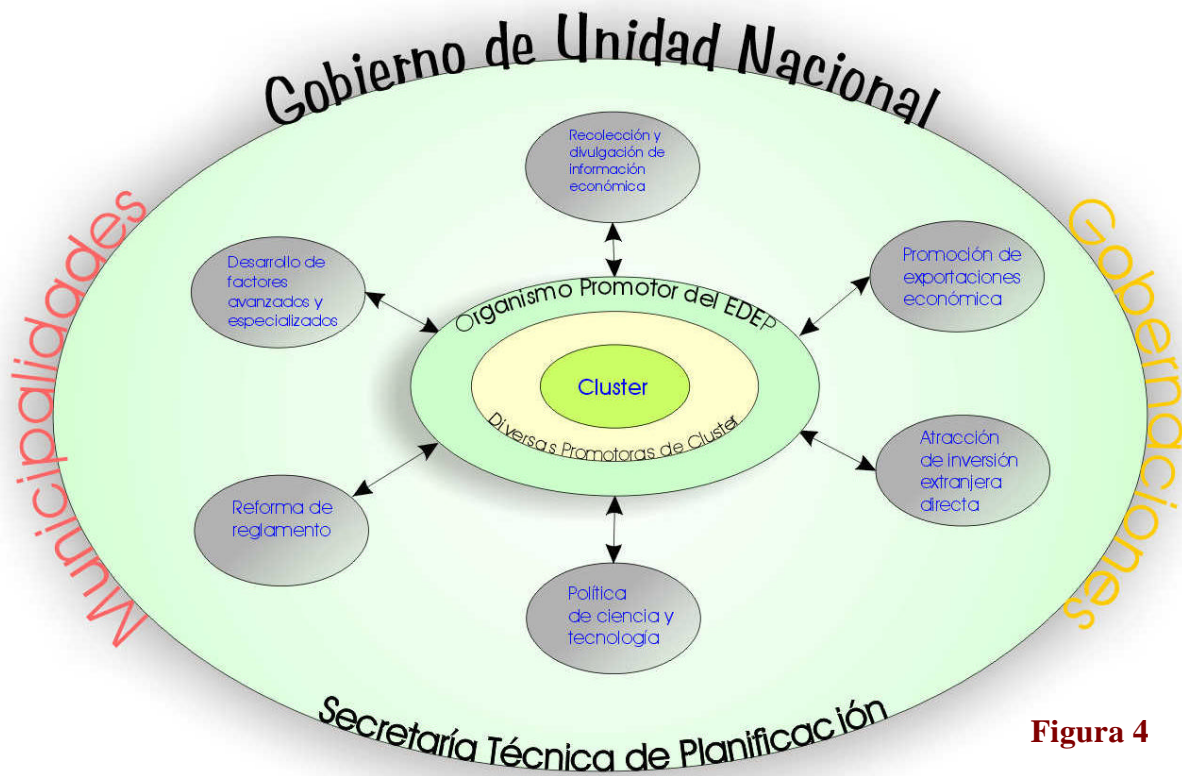 Gobierno de Unidad Nacional
Municipalidades
Gobernaciones
Recolección y
divulgación de
información
económica
Desarrollo de
factores
avanzados y
especializados
Promoción de
exportaciones
económica
Organismo Promotor del EDEP
Cluster
Diversas Promotoras de Cluster
Reforma de
reglamento
Atracción
de inversión
extranjera
directa
Política
de ciencia y
tecnología
Secretaría Técnica de Planificación
Figura 4